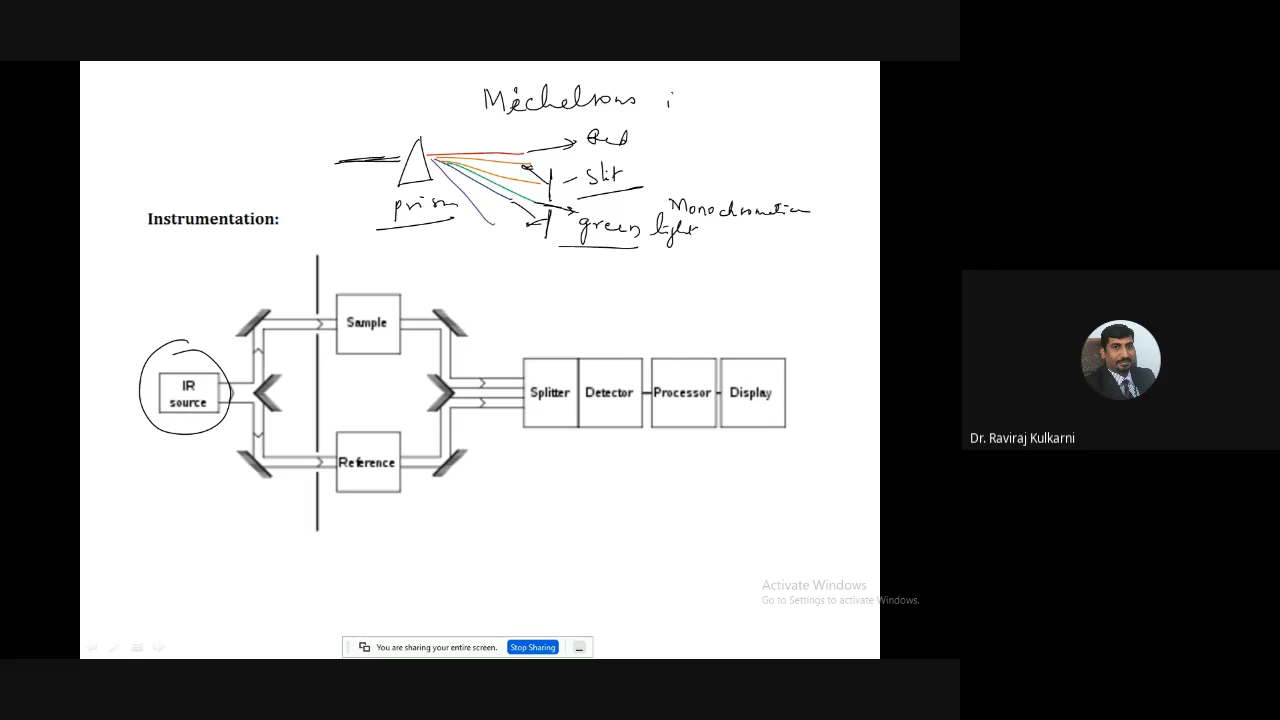 Mechelsons i
Red
Slit
prism
Monochromation
green light
Instrumentation:
Sample
IR
source
Splitter
Detector
Processor
Display
Reference
Dr. Raviraj Kulkarni
Activate Windows
Go to Settings to activate Windows.
You are sharing your entire screen.
Stop Sharing